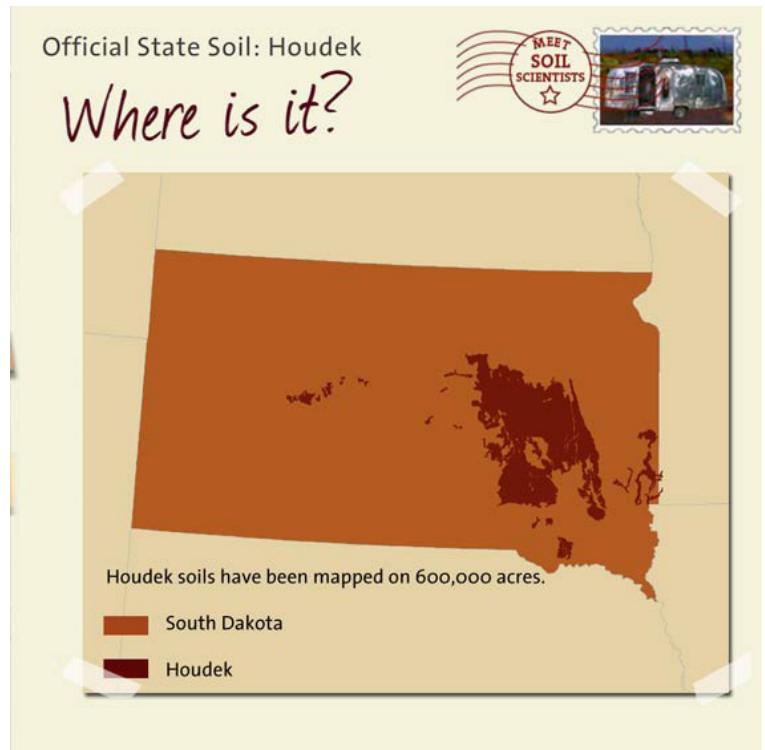 Official State Soil: Houdek
Where is it?
MEET
SOIL
SCIENTISTS
Houdek soils have been mapped on 600,000 acres.
South Dakota
Houdek